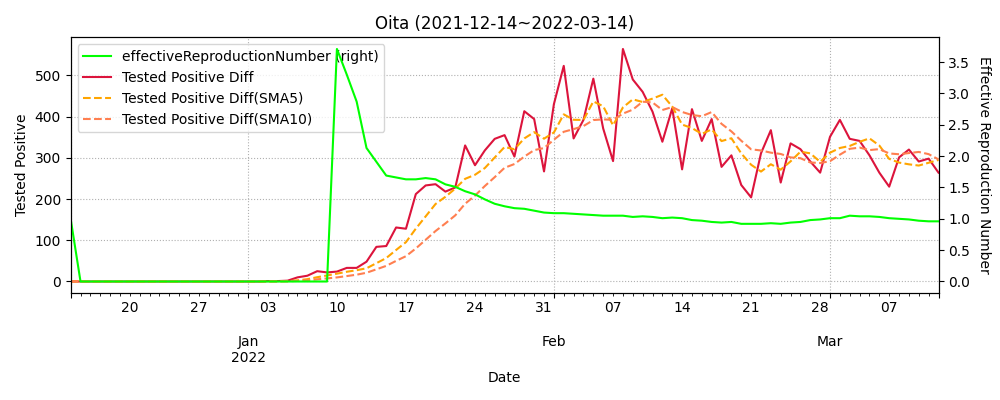 Oita (2021-12-14~2022-03-14)
effectiveReproductionNumber (right)
Tested Positive Diff
Tested Positive Diff(SMA5)
Tested Positive Diff(SMA10)
Tested Positive
500
400
300
200
100
0
Effective Reproduction Number
3.5
3.0
2.5
2.0
1.5
1.0
0.5
0.0
20 27 03 10 17 24 31 07 14 21 28 07
Jan Feb Mar
2022
Date